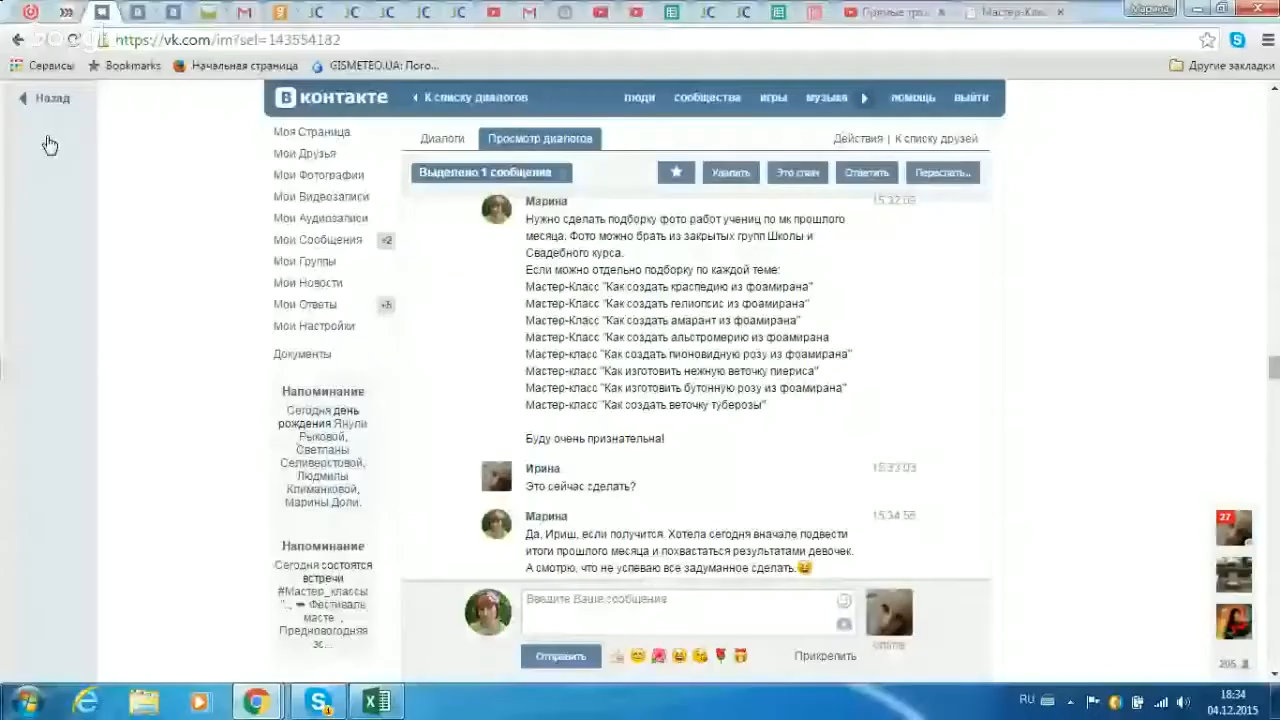 Прямые тра...
Мастер-Кла...
Марина
https://vk.com/im?sel=143554182
Сервисы
Bookmarks
Начальная страница
GISMETEO.UA: Пого...
Другие закладки
Назад
В контакте
К списку диалогов
люди
сообщества
игры
музыка
помощь
выйти
Моя Страница
Мои Друзья
Мои Фотографии
Мои Видеозаписи
Мои Аудиозаписи
Мои Сообщения +2
Мои Группы
Мои Новости
Мои Ответы +5
Мои Настройки
Документы
Напоминание
Сегодня день
рождения Янули
Рыковой,
Светланы
Селиверстовой,
Людмилы
Климанковой,
Марины Доли.
Напоминание
Сегодня состоятся
встречи
#Мастер_классы
Фестиваль
масте...,
Предновогодняя
эс...
Диалоги
Просмотр диалогов
Действия | К списку друзей
Выделено 1 сообщение
Удалить
Это спам
Ответить
Переслать...
Марина
Нужно сделать подборку фото работ учениц по мк прошлого
месяца. Фото можно брать из закрытых групп Школы и
Свадебного курса.
Если можно отдельно подборку по каждой теме:
Мастер-Класс "Как создать краспедию из фоамирана"
Мастер-Класс "Как создать гелиопсис из фоамирана"
Мастер-Класс "Как создать амарант из фоамирана"
Мастер-Класс "Как создать альстромерию из фоамирана
Мастер-класс "Как создать пионовидную розу из фоамирана"
Мастер-класс "Как изготовить нежную веточку пиериса"
Мастер-класс "Как изготовить бутонную розу из фоамирана"
Мастер-класс "Как создать веточку туберозы"
Буду очень признательна!
Ирина 15:33:03
Это сейчас сделать?
Марина
Да, Ириш, если получится. Хотела сегодня вначале подвести
итоги прошлого месяца и похвастаться результатами девочек.
А смотрю, что не успеваю все задуманное сделать.
Введите Ваше сообщение
Отправить
Прикрепить
27
RU
18:34
04.12.2015